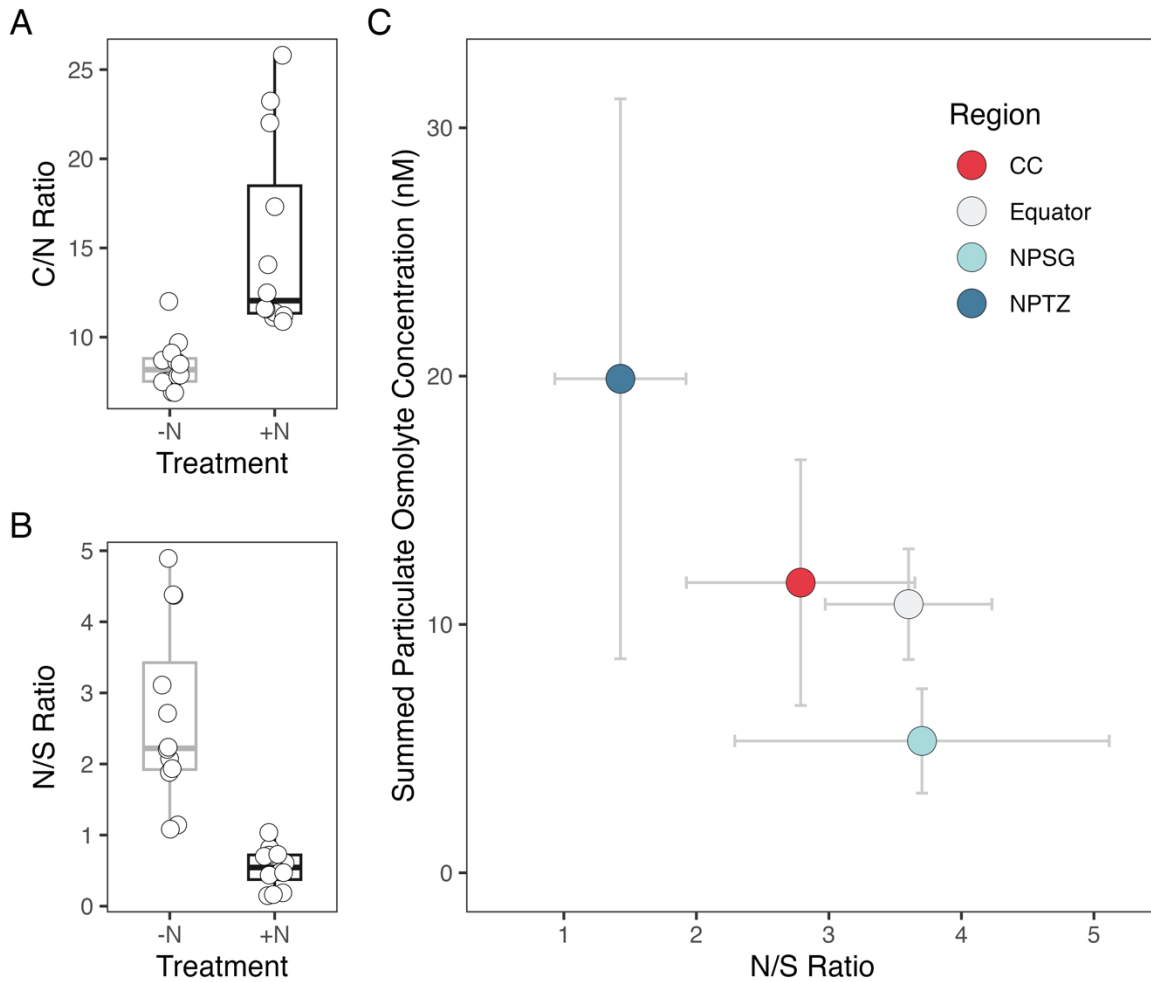 A
C/N Ratio
25
20
15
10
-N
+N
Treatment
B
N/S Ratio
5
4
3
2
1
0
-N
+N
Treatment
C
Summed Particulate Osmolyte Concentration (nM)
30
20
10
0
Region
CC
Equator
NPSG
NPTZ
1
2
3
4
5
N/S Ratio